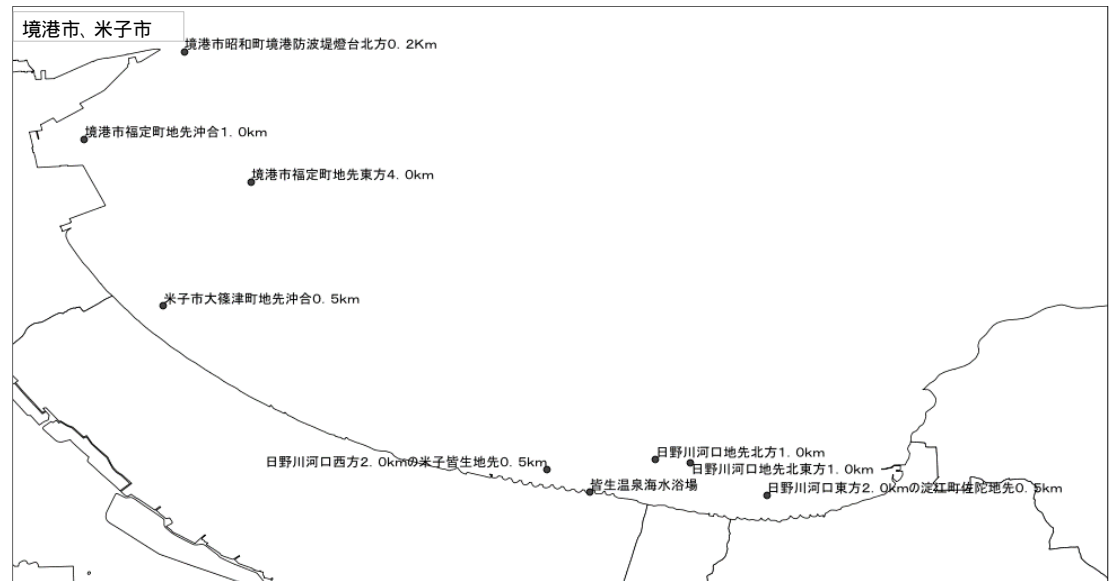 境港市、米子市
境港市昭和町境港防波堤燈台北方0．2Km
境港市福定町地先沖合1．0km
境港市福定町地先東方4．0km
米子市大篠津町地先沖合0．5km
日野川河口地先北方1．0km
日野川河口西方2．0kmの米子皆生地先0．5km
日野川河口地先北東方1．0km
皆生温泉海水浴場
日野川河口東方2．0kmの淀江町佐陀地先0．5km